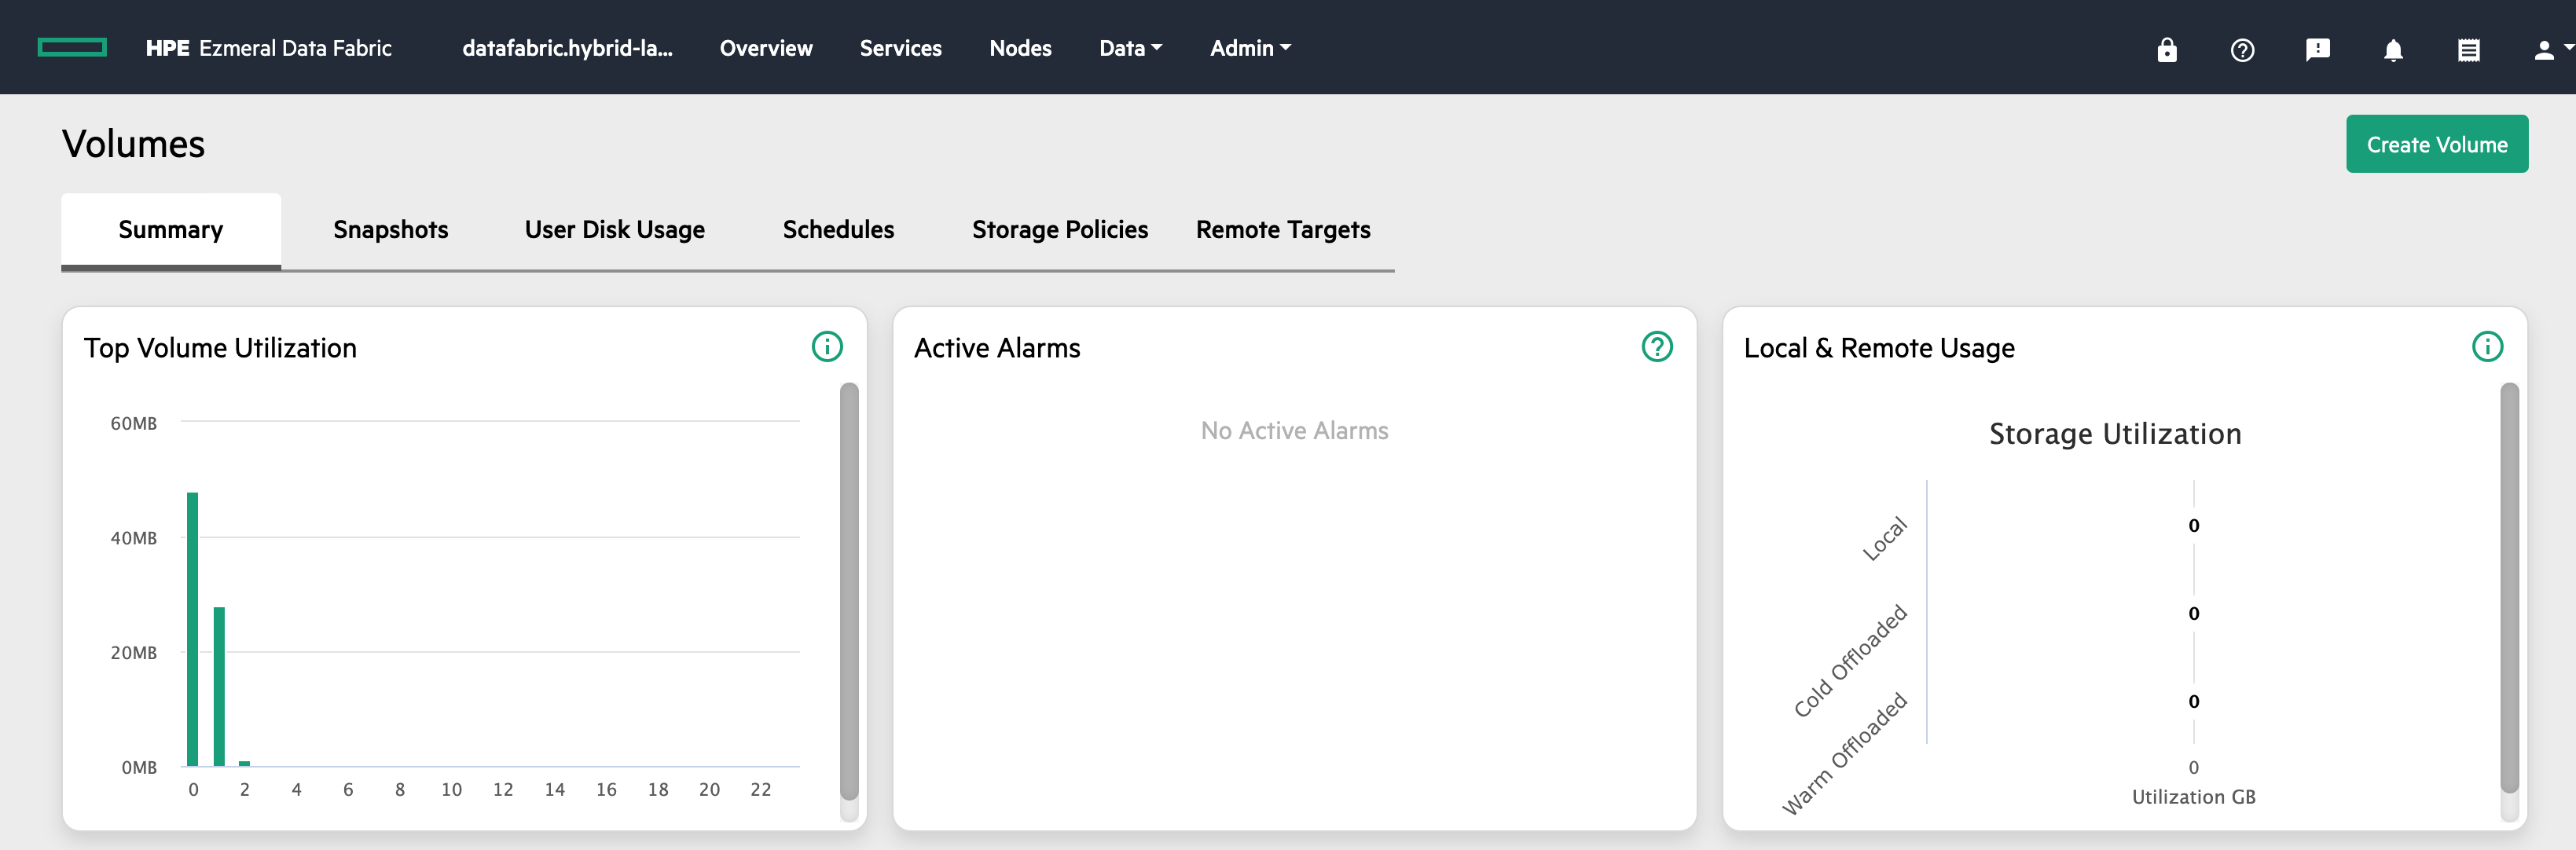 HPE Ezmeral Data Fabric datafabric.hybrid-la... Overview Services Nodes Data Admin
Volumes
Create Volume
Summary Snapshots User Disk Usage Schedules Storage Policies Remote Targets
Top Volume Utilization
60MB
40MB
20MB
0MB
0 2 4 6 8 10 12 14 16 18 20 22
Active Alarms
No Active Alarms
Local & Remote Usage
Storage Utilization
Local 0
Cold Offloaded 0
Warm Offloaded 0
0
Utilization GB